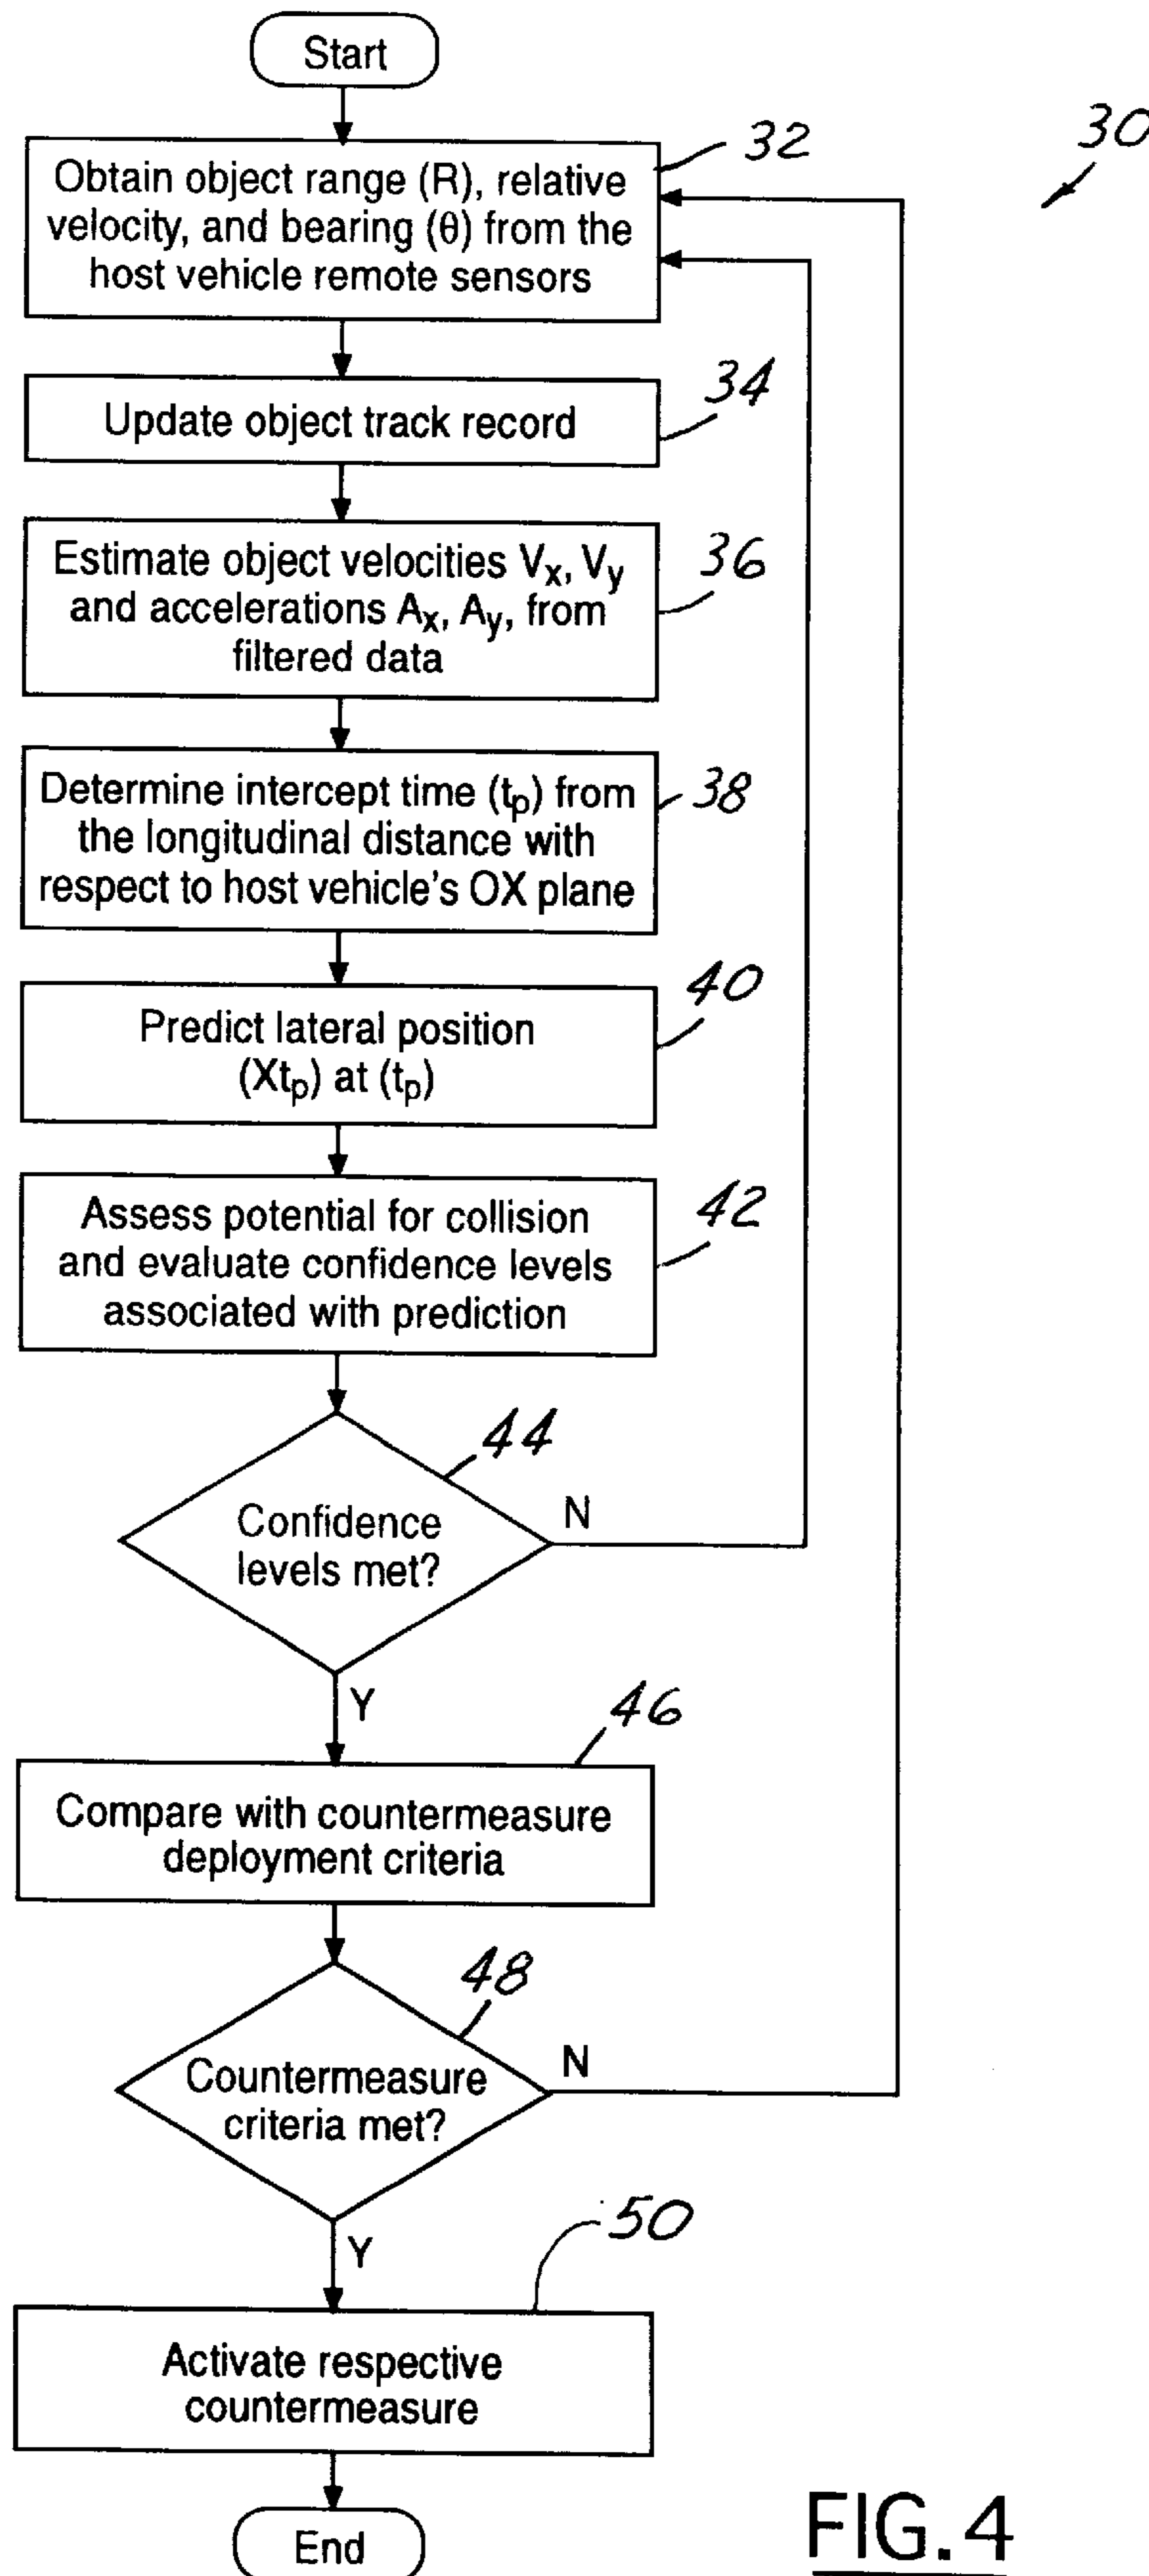 Start
30
32
Obtain object range (R), relative
velocity, and bearing (θ) from the
host vehicle remote sensors
34
Update object track record
36
Estimate object velocities Vx, Vy
and accelerations Ax, Ay, from
filtered data
38
Determine intercept time (tp) from
the longitudinal distance with
respect to host vehicle's OX plane
40
Predict lateral position
(Xtp) at (tp)
42
Assess potential for collision
and evaluate confidence levels
associated with prediction
44
Confidence
levels met?
N
Y
46
Compare with countermeasure
deployment criteria
48
Countermeasure
criteria met?
N
Y
50
Activate respective
countermeasure
End
FIG. 4